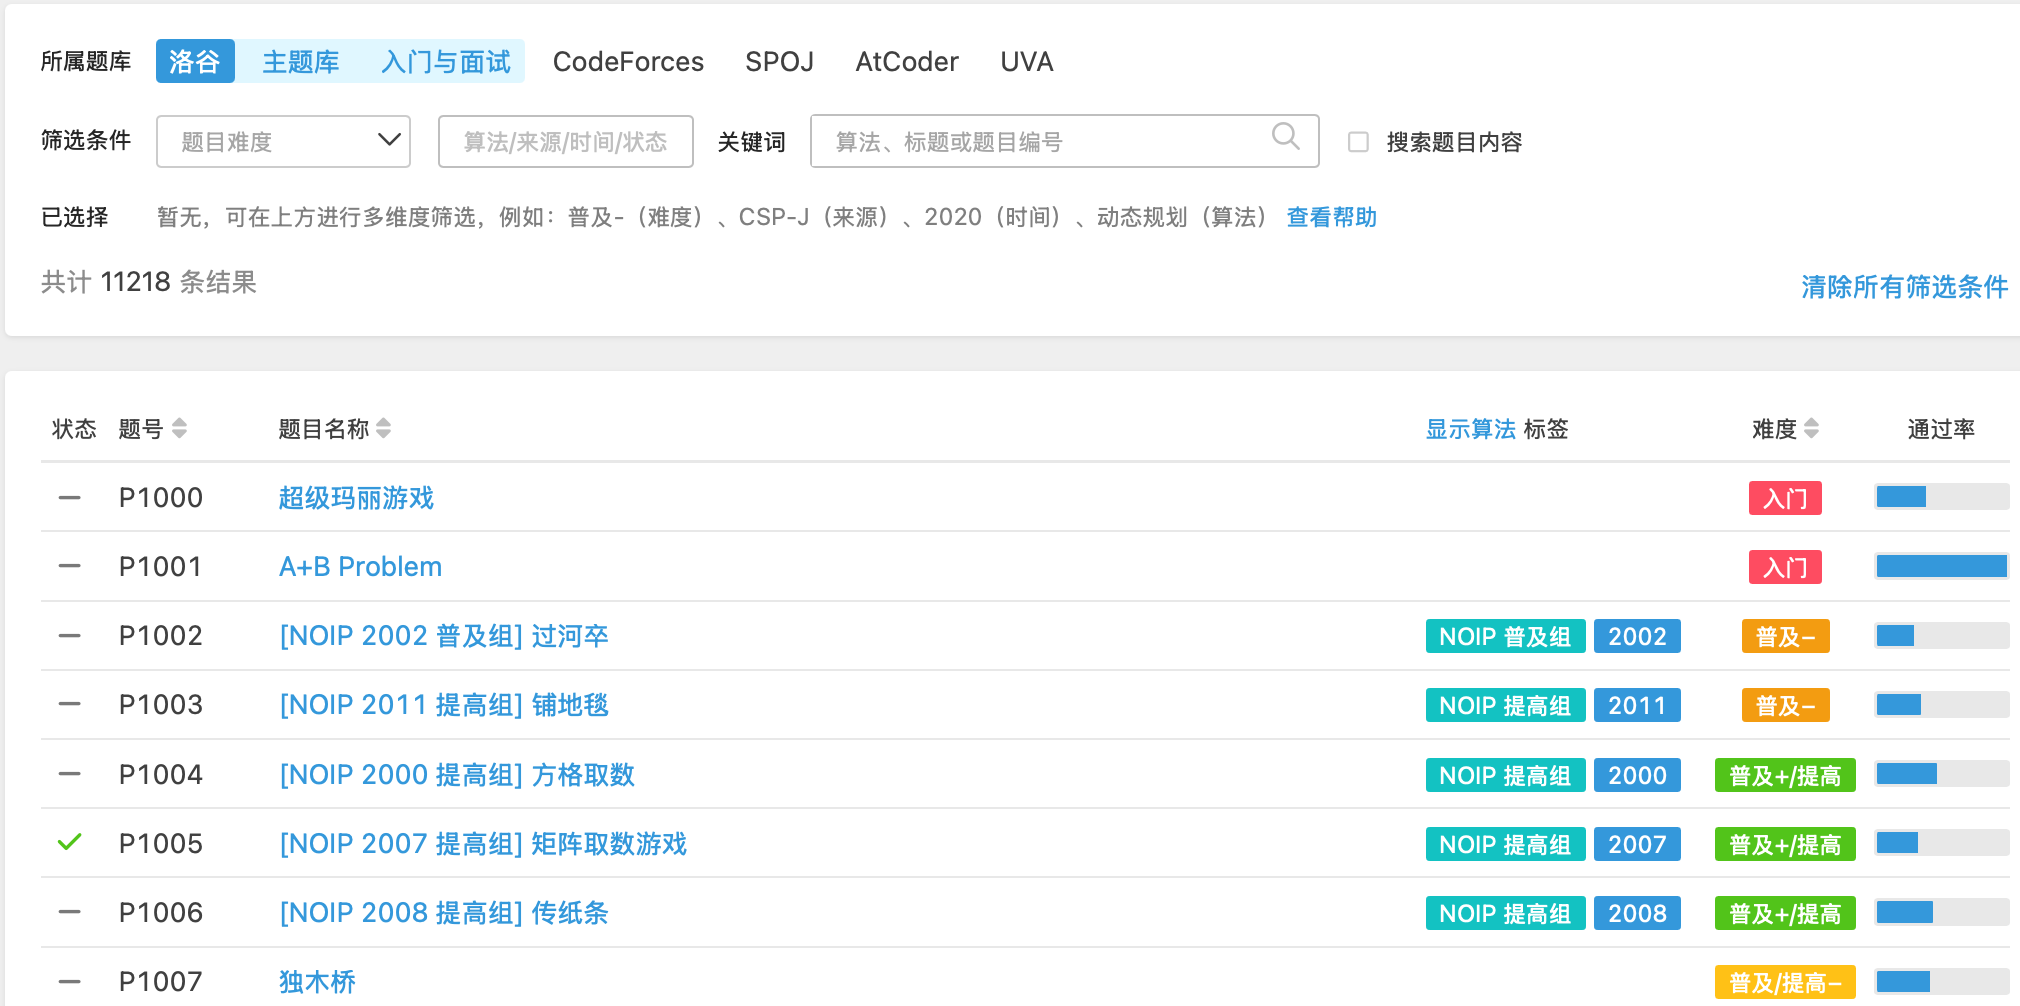 所属题库 洛谷 主题库 入门与面试 CodeForces SPOJ AtCoder UVA
筛选条件 题目难度 算法/来源/时间/状态 关键词 算法、标题或题目编号 搜索题目内容
已选择 暂无，可在上方进行多维度筛选，例如：普及-（难度）、CSP-J（来源）、2020（时间）、动态规划（算法） 查看帮助
共计 11218 条结果 清除所有筛选条件
状态 题号 题目名称 显示算法 标签 难度 通过率
P1000 超级玛丽游戏 入门
P1001 A+B Problem 入门
P1002 [NOIP 2002 普及组] 过河卒 NOIP 普及组 2002 普及−
P1003 [NOIP 2011 提高组] 铺地毯 NOIP 提高组 2011 普及−
P1004 [NOIP 2000 提高组] 方格取数 NOIP 提高组 2000 普及+/提高
P1005 [NOIP 2007 提高组] 矩阵取数游戏 NOIP 提高组 2007 普及+/提高
P1006 [NOIP 2008 提高组] 传纸条 NOIP 提高组 2008 普及+/提高
P1007 独木桥 普及/提高−